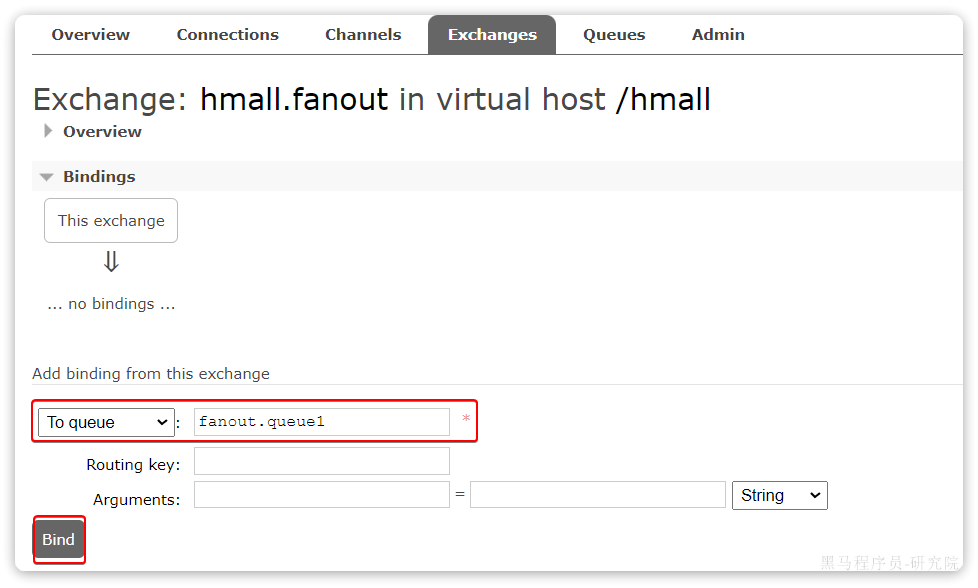 Overview Connections Channels Exchanges Queues Admin
Exchange: hmall.fanout in virtual host /hmall
Overview
Bindings
This exchange
⇓
... no bindings ...
Add binding from this exchange
To queue : fanout.queue1 *
Routing key:
Arguments: = String
Bind
黑马程序员-研究院